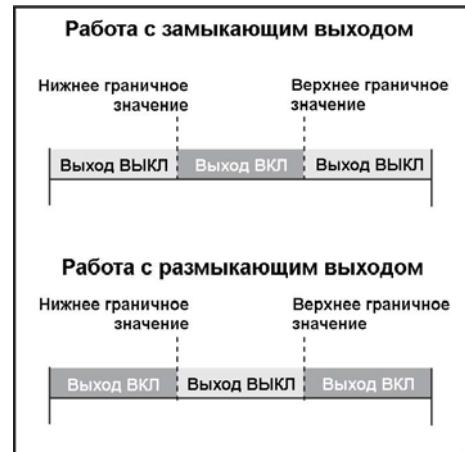 Работа с замыкающим выходом
Нижнее граничное значение
Верхнее граничное значение
Выход ВЫКЛ
Выход ВКЛ
Выход ВЫКЛ
Работа с размыкающим выходом
Нижнее граничное значение
Верхнее граничное значение
Выход ВКЛ
Выход ВЫКЛ
Выход ВКЛ